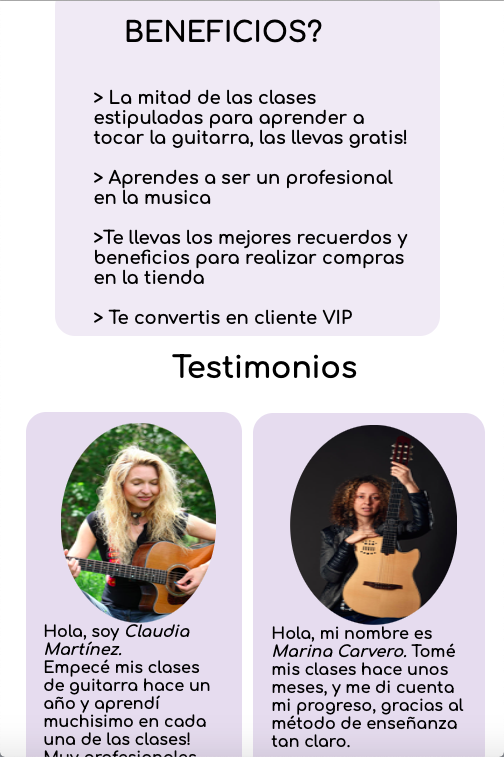 BENEFICIOS?
> La mitad de las clases
estipuladas para aprender a
tocar la guitarra, las llevas gratis!
> Aprendes a ser un profesional
en la musica
>Te llevas los mejores recuerdos y
beneficios para realizar compras
en la tienda
> Te convertis en cliente VIP
Testimonios
Hola, soy Claudia
Martínez.
Empecé mis clases
de guitarra hace un
año y aprendí
muchisimo en cada
una de las clases!
Muy profesionales
Hola, mi nombre es
Marina Carvero. Tomé
mis clases hace unos
meses, y me di cuenta
mi progreso, gracias al
método de enseñanza
tan claro.